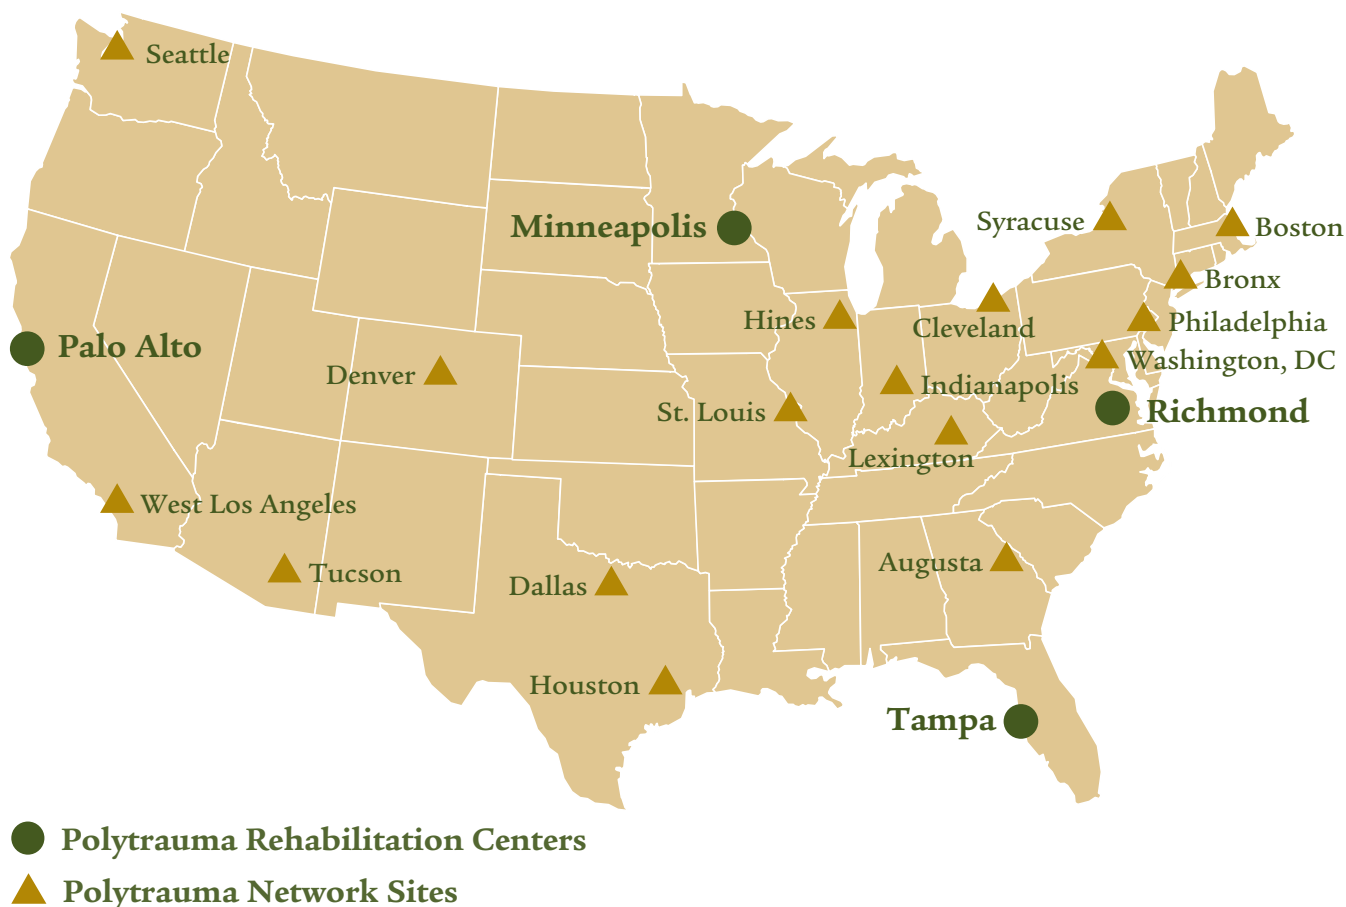 Seattle
Syracuse
Boston
Minneapolis
Bronx
Hines
Cleveland
Philadelphia
Palo Alto
Washington, DC
Denver
Indianapolis
St. Louis
Richmond
Lexington
West Los Angeles
Augusta
Tucson
Dallas
Houston
Tampa
Polytrauma Rehabilitation Centers
Polytrauma Network Sites